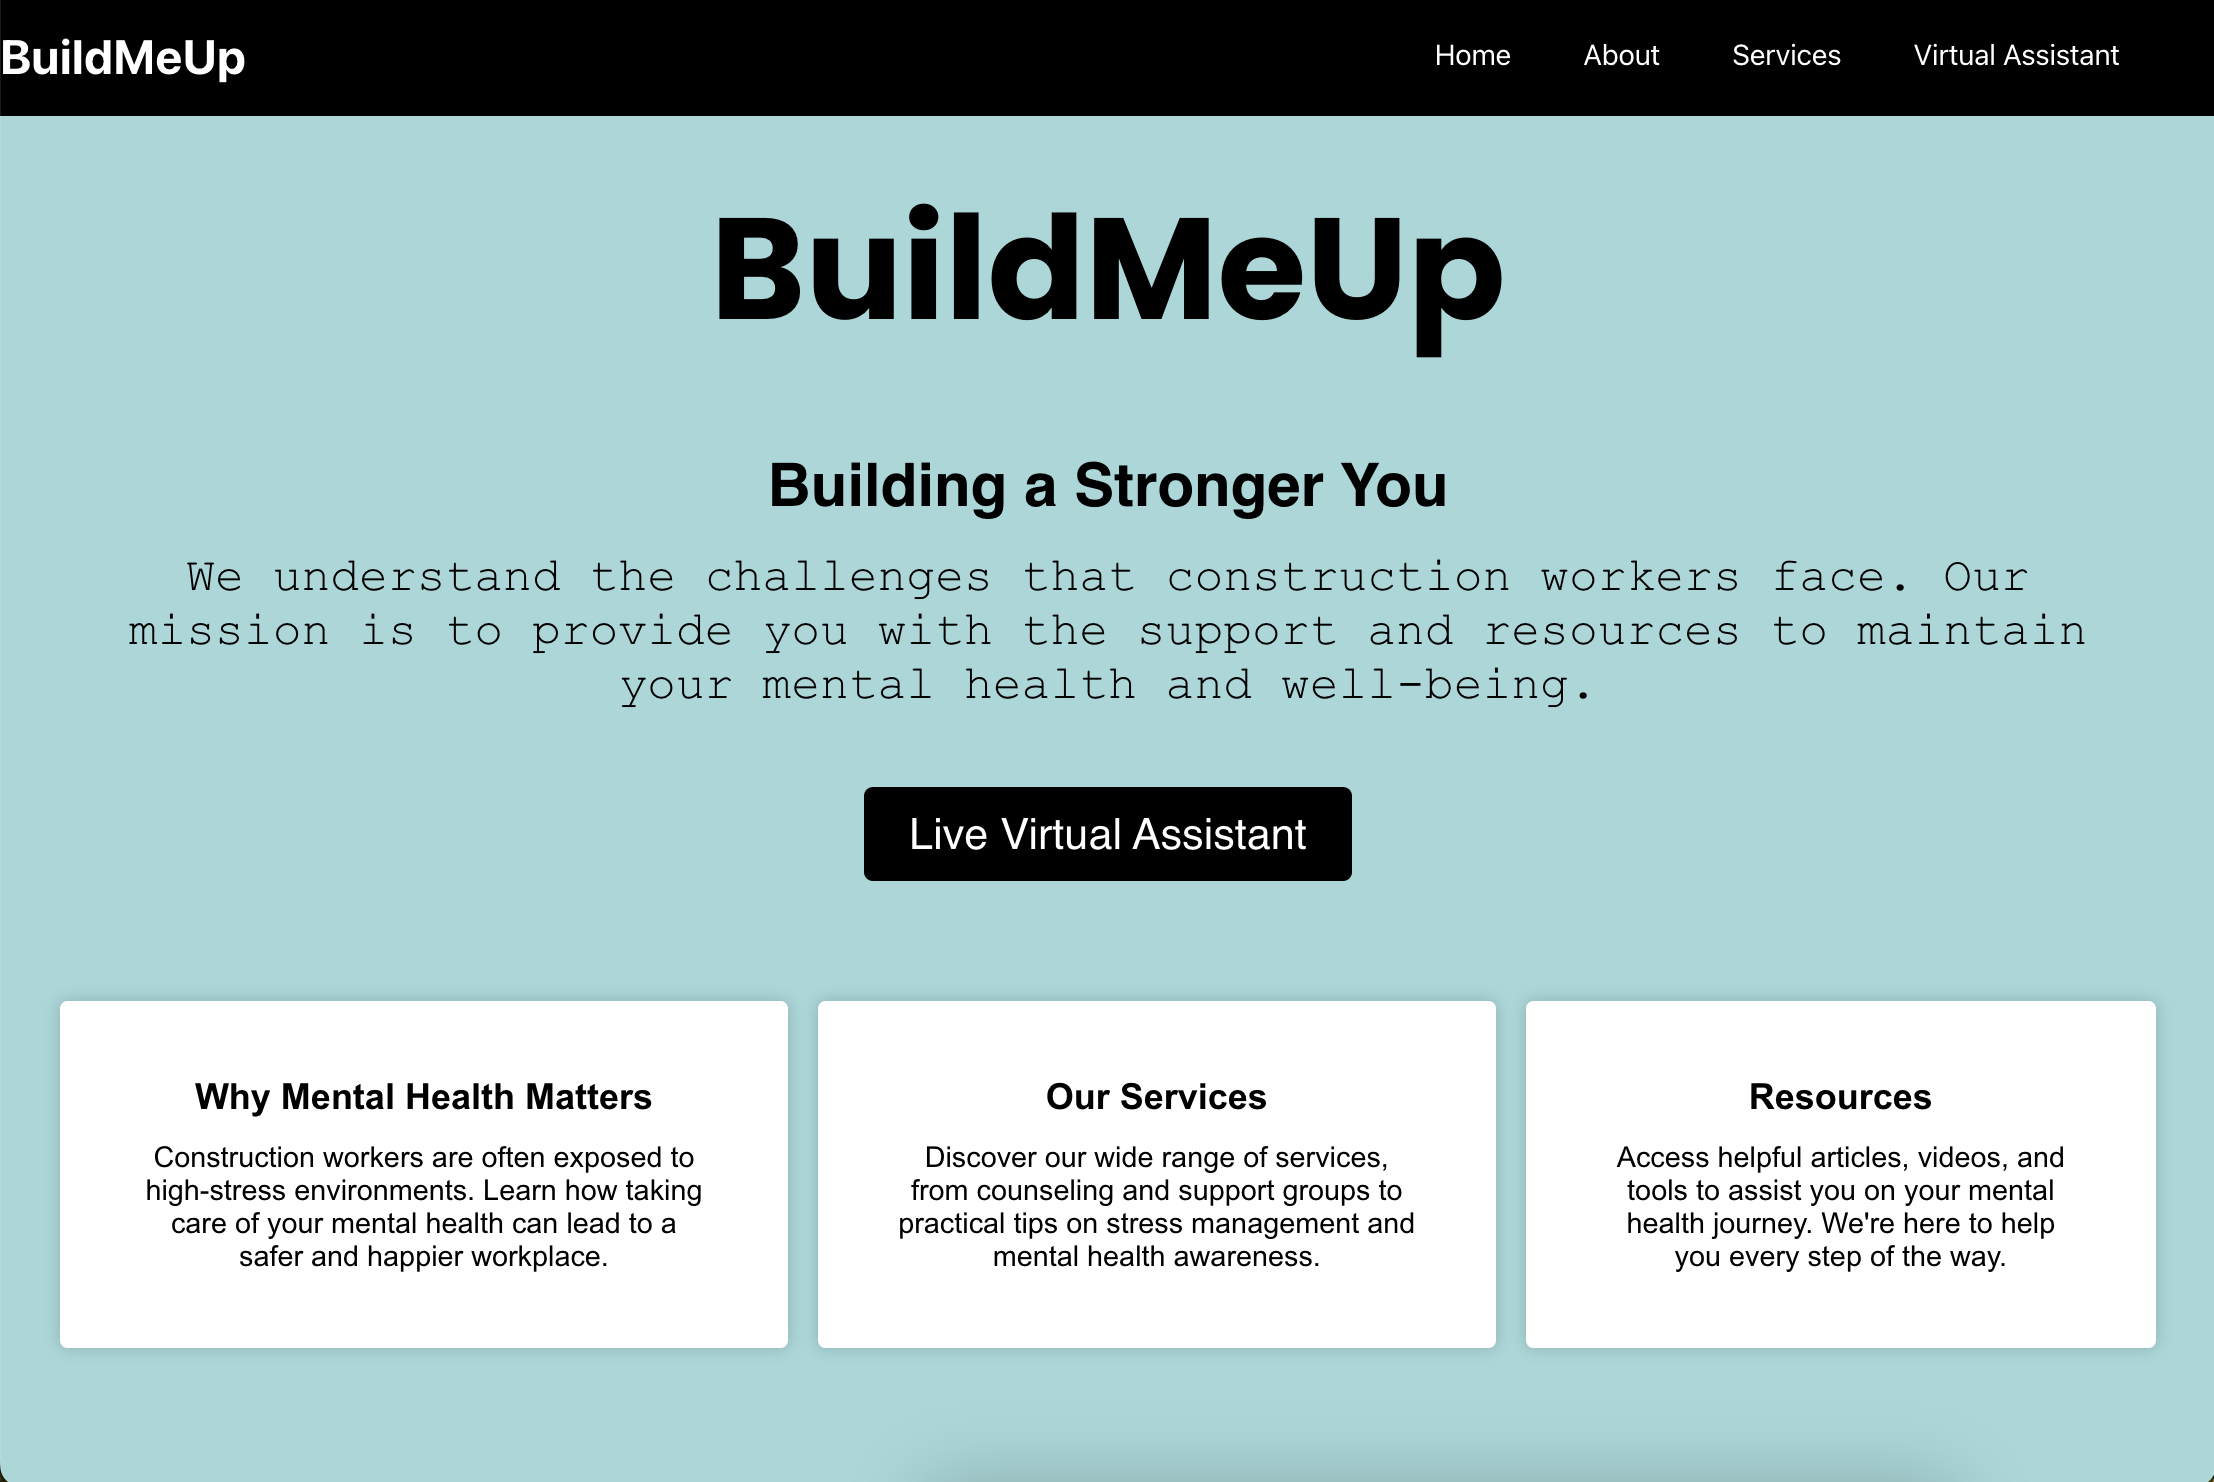 BuildMeUp
Home About Services Virtual Assistant
BuildMeUp
Building a Stronger You
We understand the challenges that construction workers face. Our
mission is to provide you with the support and resources to maintain
your mental health and well-being.
Live Virtual Assistant
Why Mental Health Matters
Construction workers are often exposed to
high-stress environments. Learn how taking
care of your mental health can lead to a
safer and happier workplace.
Our Services
Discover our wide range of services,
from counseling and support groups to
practical tips on stress management and
mental health awareness.
Resources
Access helpful articles, videos, and
tools to assist you on your mental
health journey. We're here to help
you every step of the way.